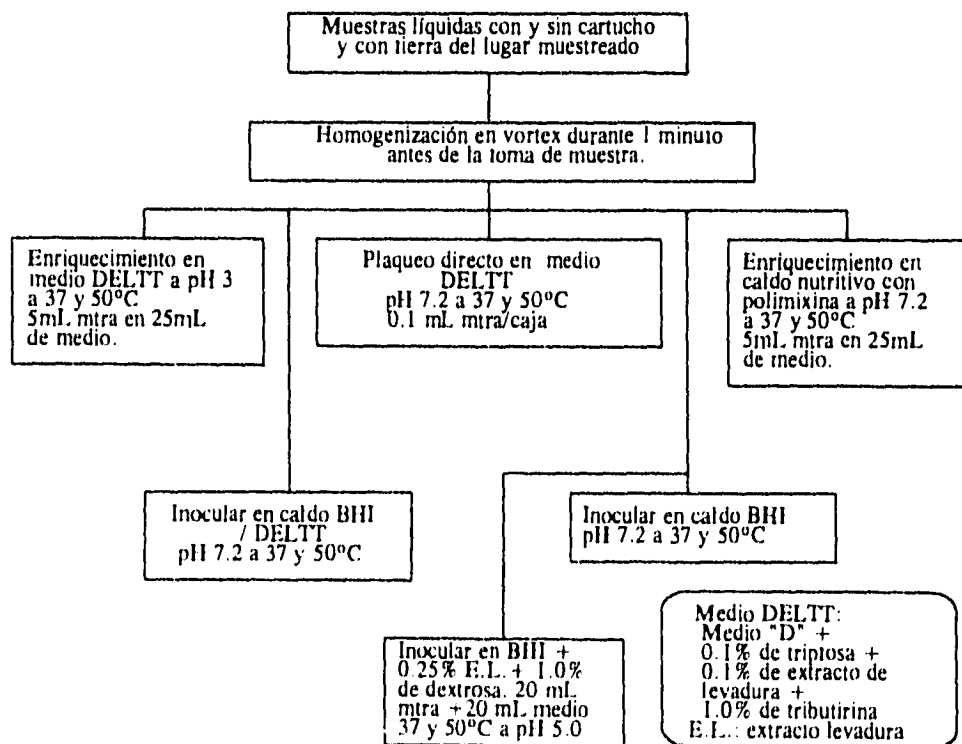 Muestras líquidas con y sin cartucho
y con tierra del lugar muestreado
Homogenización en vortex durante 1 minuto
antes de la toma de muestra.
Enriquecimiento en
medio DELTT a pH 3
a 37 y 50ºC
5mL mtra en 25mL
de medio.
Plaqueo directo en medio
DELTT
pH 7.2 a 37 y 50ºC
0.1 mL mtra/caja
Enriquecimiento en
caldo nutritivo con
polimixina a pH 7.2
a 37 y 50ºC
5mL mtra en 25mL
de medio.
Inocular en caldo BHI
/ DELTT
pH 7.2 a 37 y 50ºC
Inocular en caldo BHI
pH 7.2 a 37 y 50ºC
Inocular en BHI +
0.25% E.L. + 1.0%
de dextrosa. 20 mL
mtra + 20 mL medio
37 y 50ºC a pH 5.0
Medio DELTT:
Medio "D" +
0.1% de triptosa +
0.1% de extracto de
levadura +
1.0% de tributirina
E.L.: extracto levadura